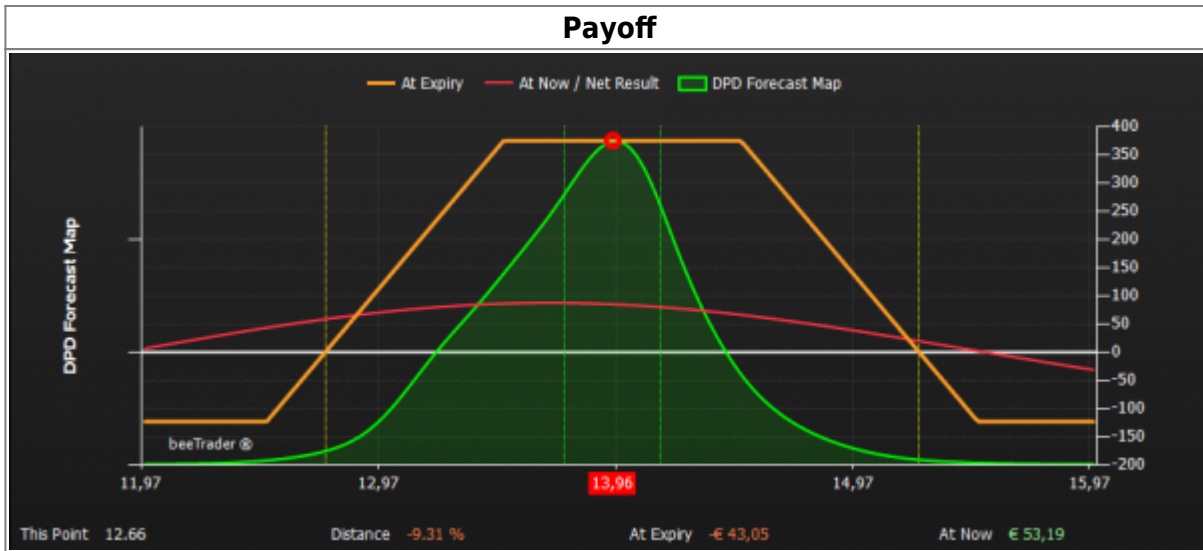 Payoff
At Expiry At Now / Net Result DPD Forecast Map
DPD Forecast Map
400
350
300
250
200
150
100
50
0
-50
-100
-150
-200
beeTrader ®
11,97 12,97 13,96 14,97 15,97
This Point 12.66 Distance -9.31 % At Expiry -€ 43,05 At Now € 53,19